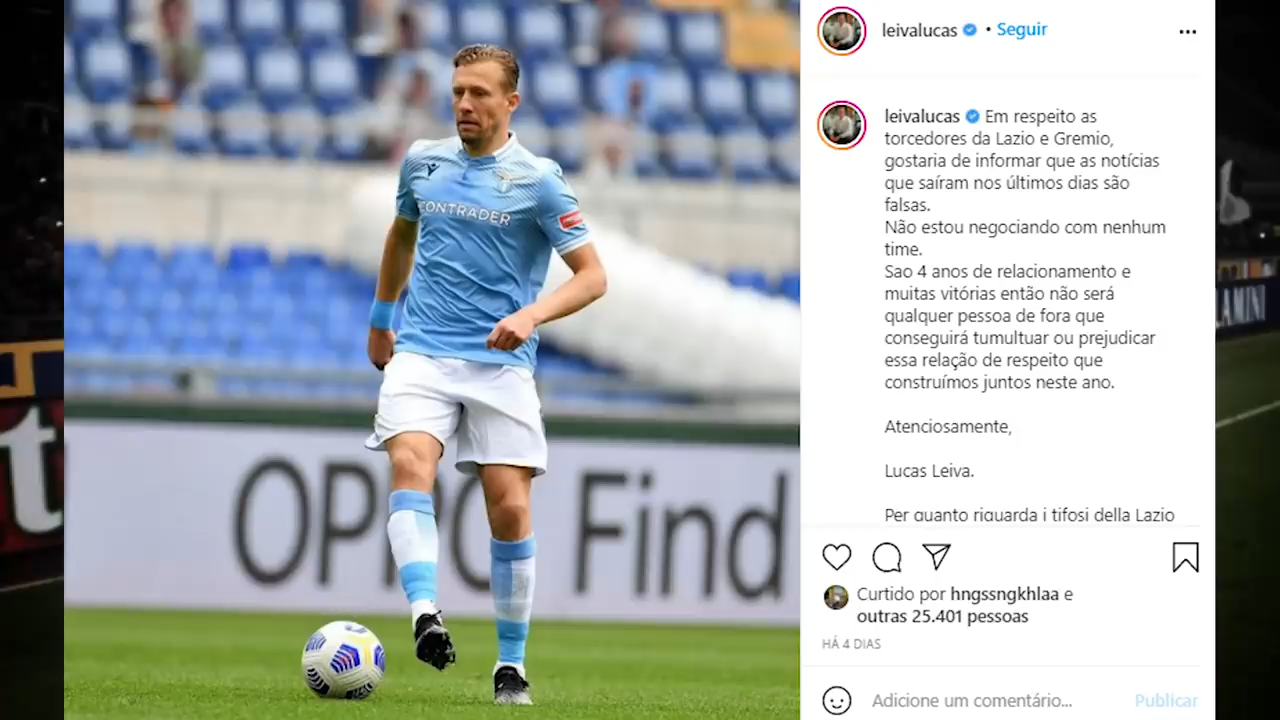 leivalucas • Seguir
leivalucas Em respeito as
torcedores da Lazio e Gremio,
gostaria de informar que as notícias
que saíram nos últimos dias são
falsas.
Não estou negociando com nenhum
time.
Sao 4 anos de relacionamento e
muitas vitórias então não será
qualquer pessoa de fora que
conseguirá tumultuar ou prejudicar
essa relação de respeito que
construímos juntos neste ano.
Atenciosamente,
Lucas Leiva.
Per quanto riguarda i tifosi della Lazio
Curtido por hngssngkhlaa e
outras 25.401 pessoas
HÁ 4 DIAS
Adicione um comentário... Publicar
CONTRADER
OPPO Find